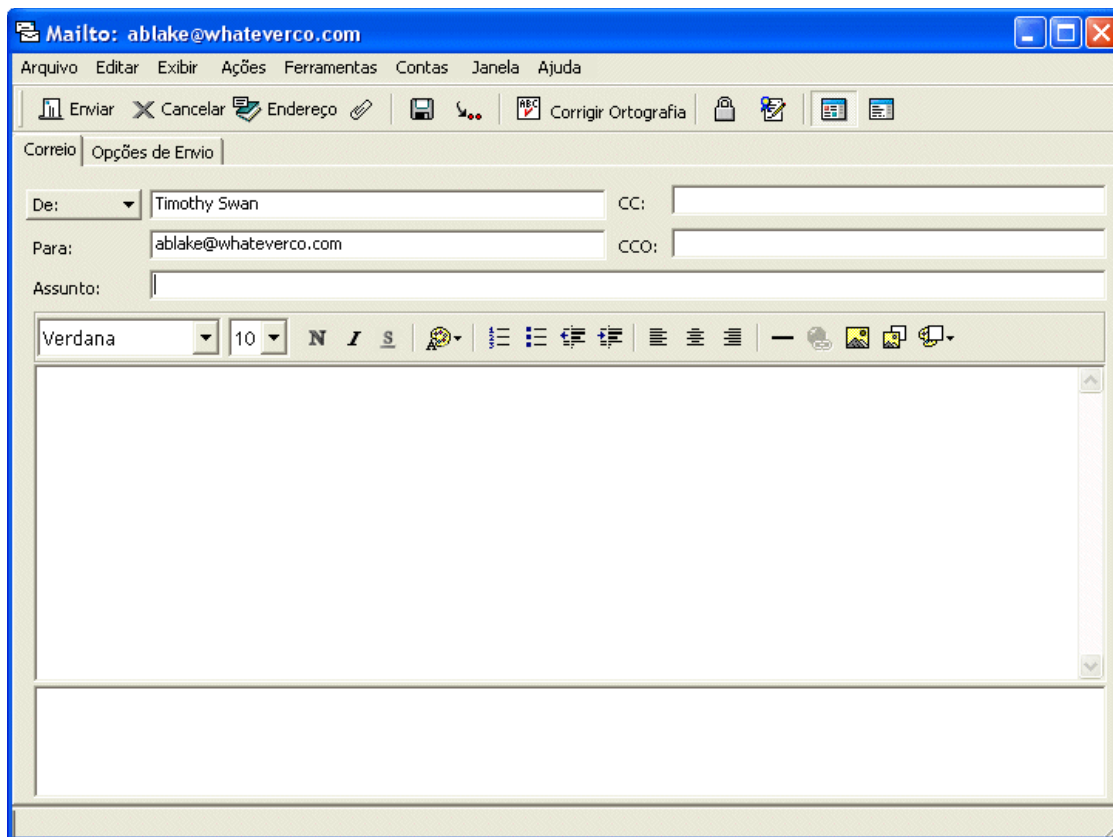 Mailto: ablake@whateverco.com
Arquivo Editar Exibir Ações Ferramentas Contas Janela Ajuda
Enviar Cancelar Endereço ABC Corrigir Ortografia
Correio Opções de Envio
De: Timothy Swan CC:
Para: ablake@whateverco.com CCO:
Assunto:
Verdana 10 N I S